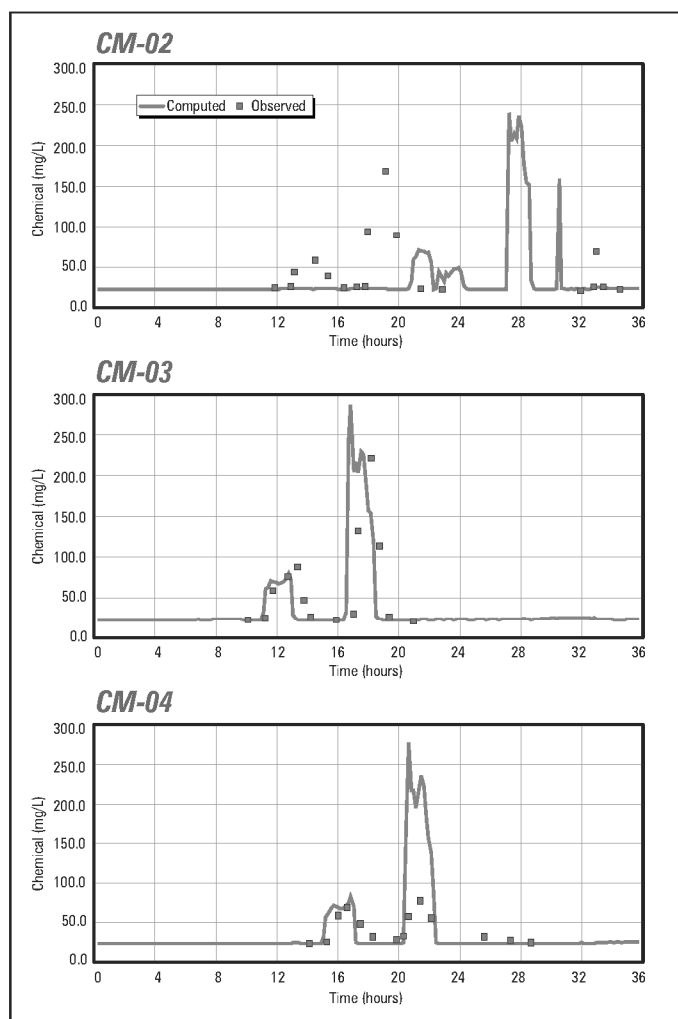 CM-02
300.0
250.0
200.0
150.0
100.0
50.0
0.0
Chemical (mg/L)
Computed Observed
0 4 8 12 16 20 24 28 32 36
Time (hours)
CM-03
300.0
250.0
200.0
150.0
100.0
50.0
0.0
Chemical (mg/L)
0 4 8 12 16 20 24 28 32 36
Time (hours)
CM-04
300.0
250.0
200.0
150.0
100.0
50.0
0.0
Chemical (mg/L)
0 4 8 12 16 20 24 28 32 36
Time (hours)